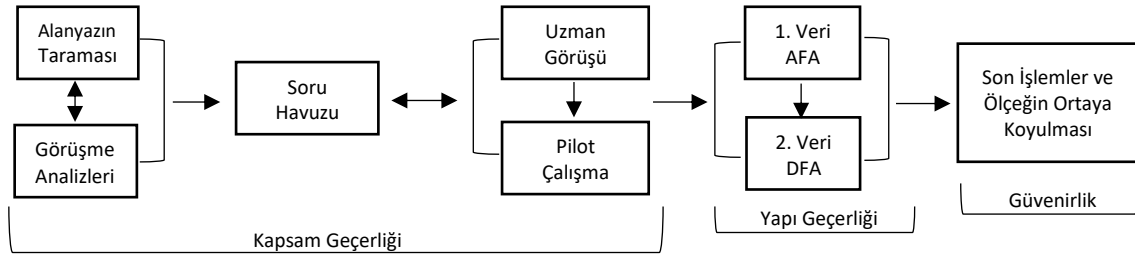 Alanyazın
Taraması
Görüşme
Analizleri
Soru
Havuzu
Uzman
Görüşü
Pilot
Çalışma
1. Veri
AFA
2. Veri
DFA
Son İşlemler ve
Ölçeğin Ortaya
Koyulması
Kapsam Geçerliği
Yapı Geçerliği
Güvenirlik